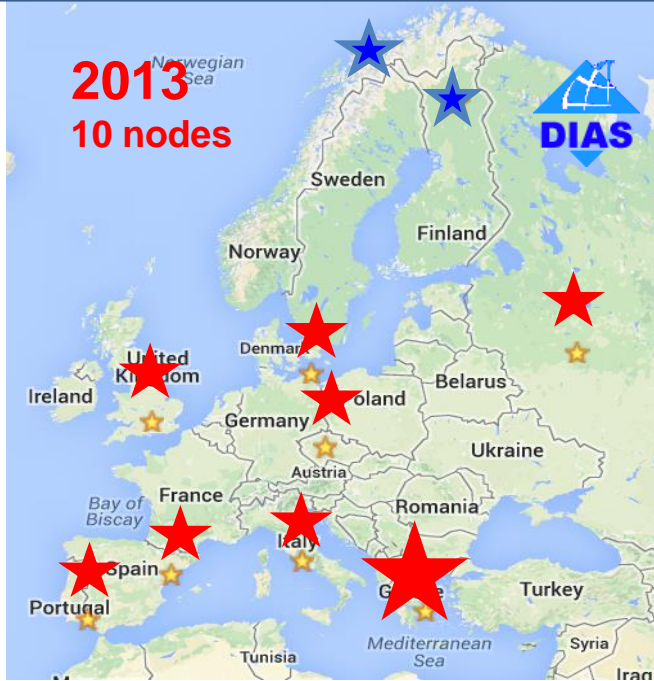 Norwegian
Sea
2013
10 nodes
DIAS
Sweden
Finland
Norway
Denmark
United
Kingdom
Ireland
Poland
Belarus
Germany
Ukraine
Austria
France
Bay of
Biscay
Romania
Italy
Spain
Portugal
Turkey
Mediterranean
Sea
Syria
Tunisia
Iraq